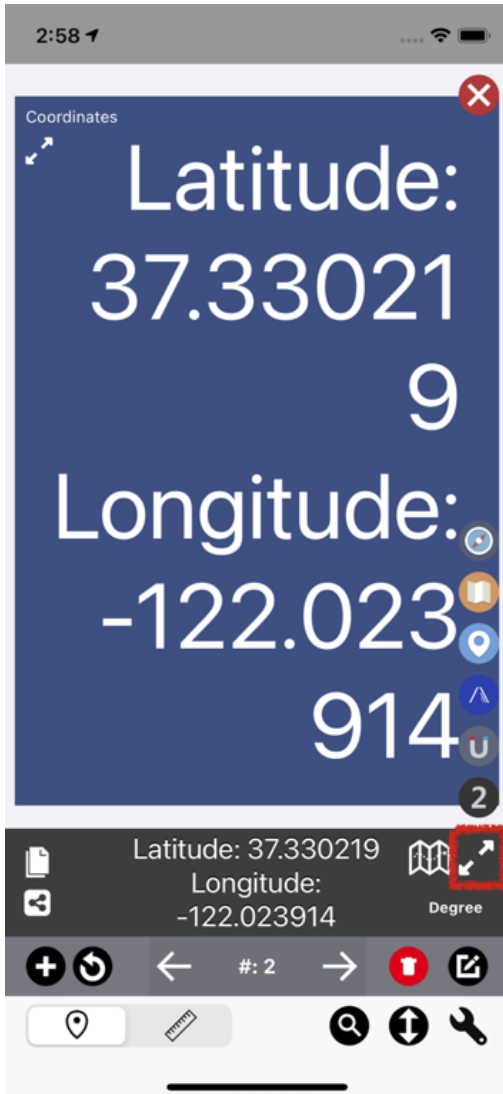 2:58
Coordinates
Latitude:
37.33021
9
Longitude:
-122.023
914
2
Latitude: 37.330219
Longitude:
-122.023914
Degree
#: 2